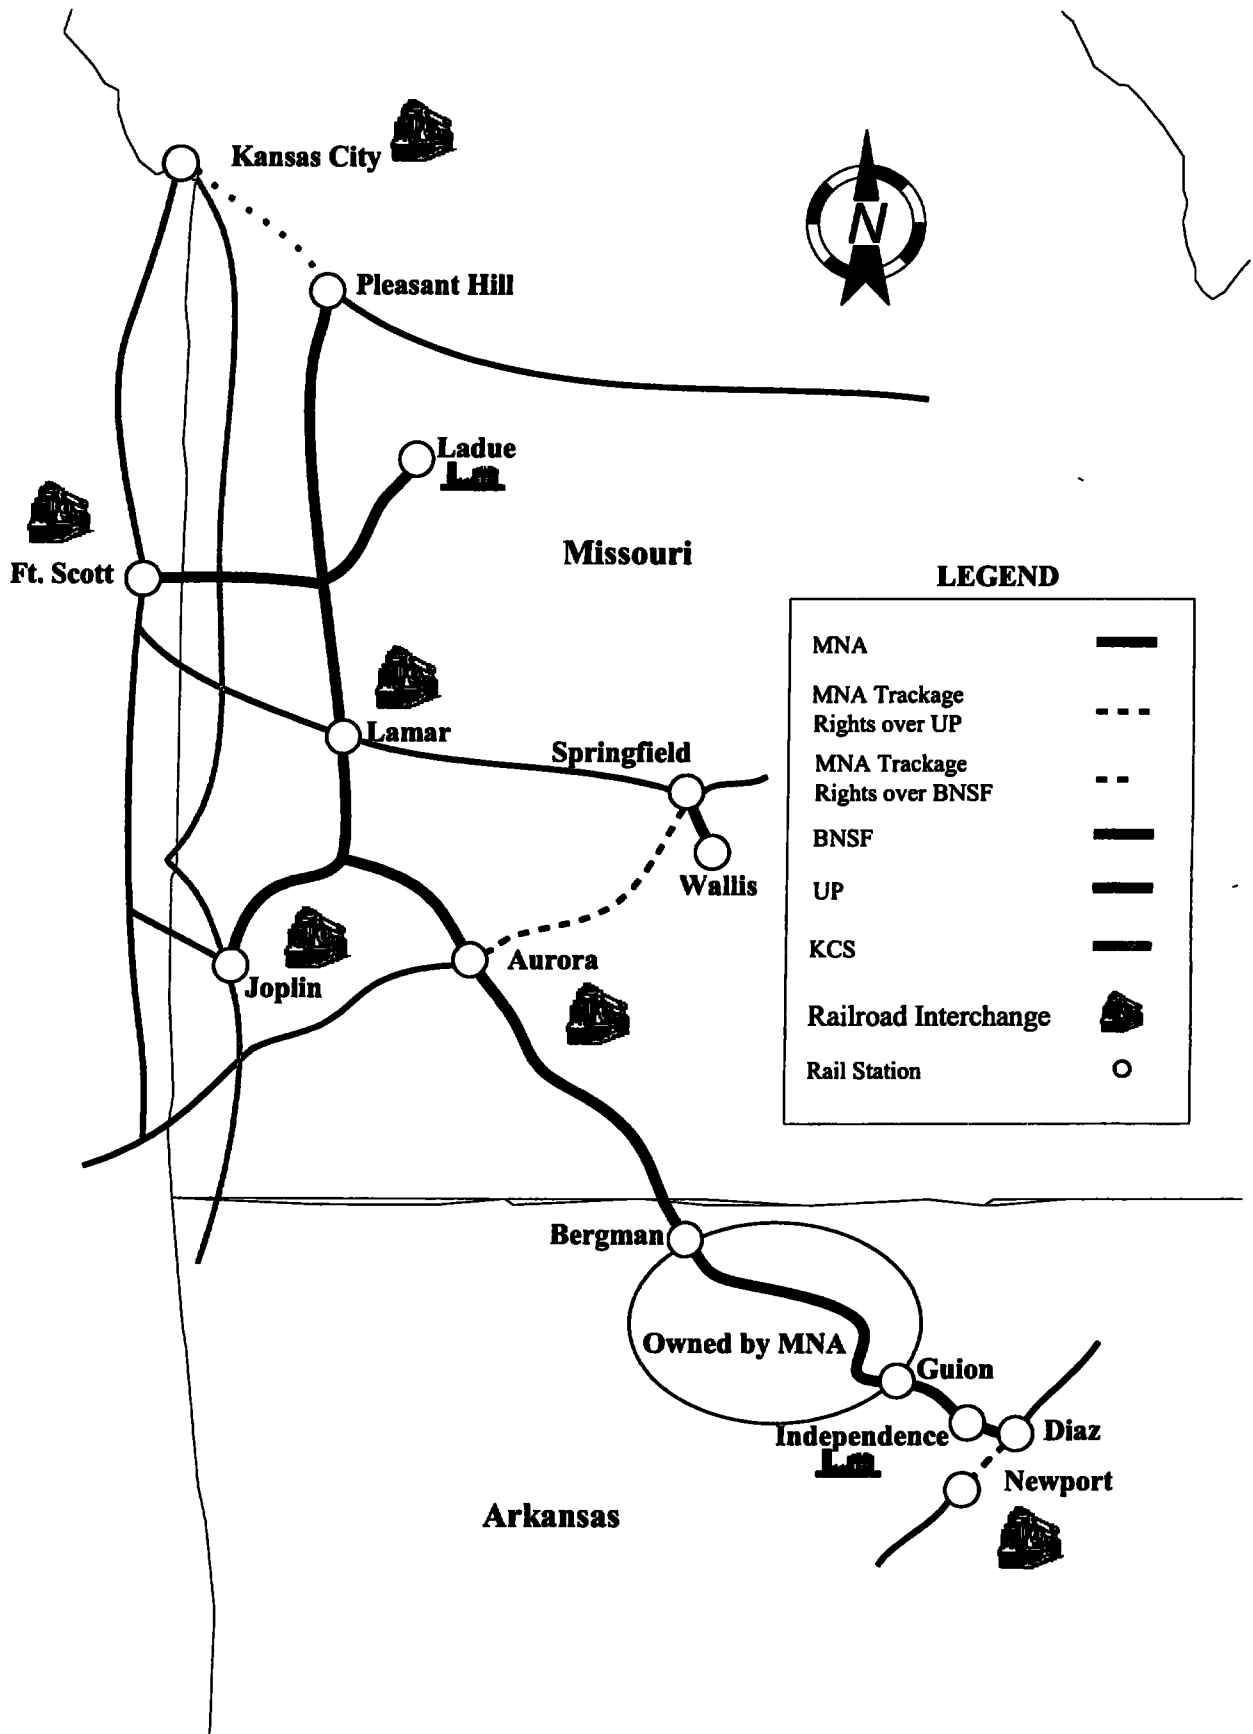 Kansas City
N
Pleasant Hill
Ladue
Missouri
Ft. Scott
LEGEND
MNA
MNA Trackage
Rights over UP
MNA Trackage
Rights over BNSF
BNSF
UP
KCS
Railroad Interchange
Rail Station
Lamar
Springfield
Wallis
Aurora
Joplin
Bergman
Owned by MNA
Guion
Independence
Diaz
Newport
Arkansas